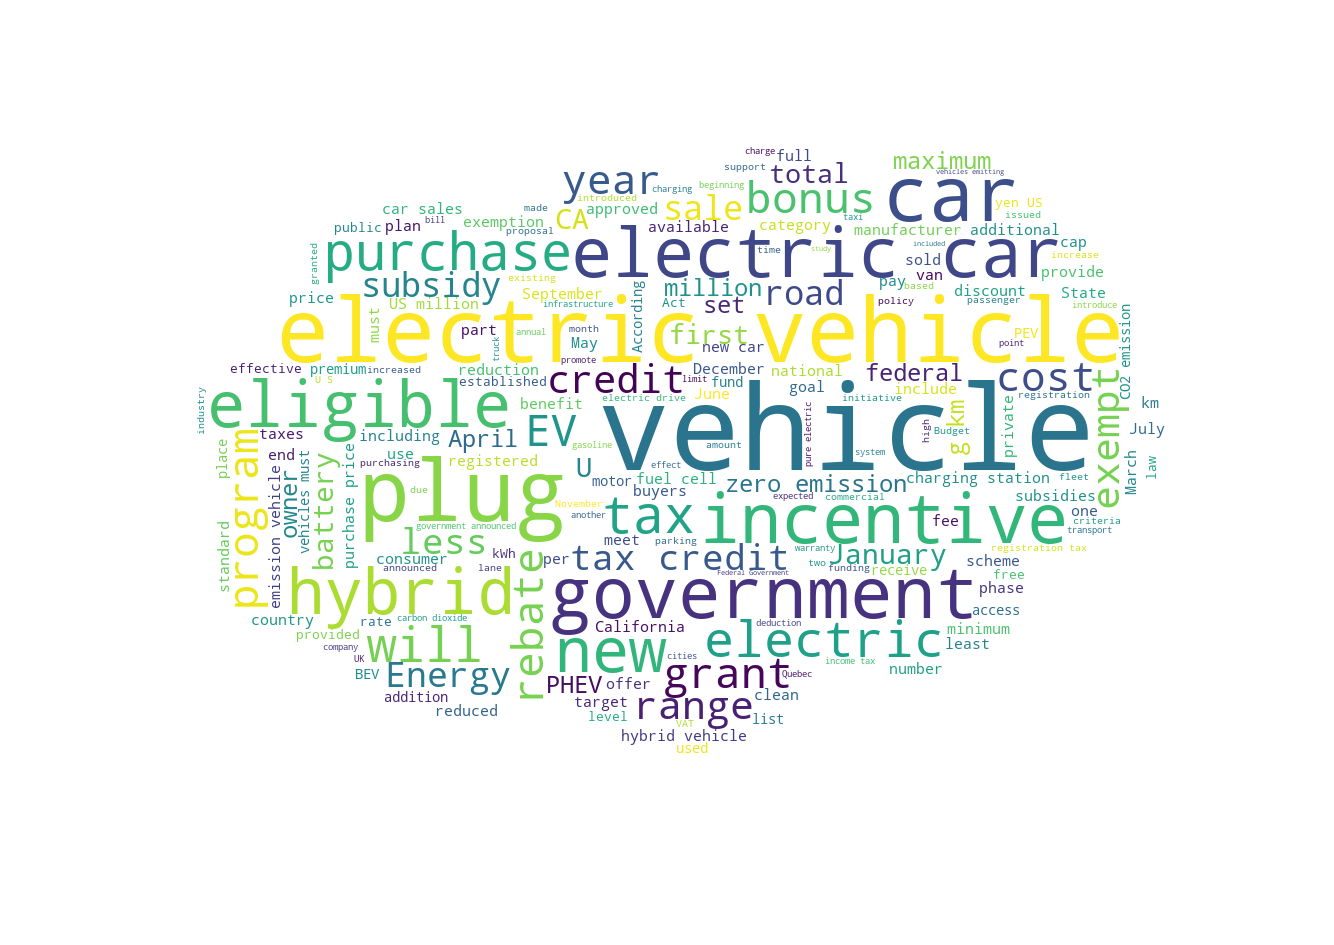 charge
full
maximum
support
total
vehicles emitting
year
charging
beginning
car
introduced
bonus
sale
yen US
car sales
made
CA
approved
taxi
issued
public
plan
bill
exemption
proposal
available
category
manufacturer
additional
purchase
electric car
granted
time
study
included
cap
sold
increase
subsidy
existing
million
road
van
provide
pay
based
price
US million
September
infrastructure
According
Act
set
discount
State
policy
passenger
introduce
must
part
annual
month
first
PEV
electric vehicle
truck
May
new car
point
CO2 emission
promote
effective
premium
increased
reduction
credit
limit
December
national
federal
cost
U S
established
fund
goal
include
registration
industry
eligible
benefit
electric drive
June
initiative
private
km
vehicle
exempt
taxes
including
April
EV
gasoline
amount
pure electric
high
Budget
g km
July
program
place
end
use
system
purchasing
registered
U
effect
March
law
owner
battery
purchase price
plug
motor
fuel cell
zero emission
charging station
fleet
emission vehicle
vehicles must
due
November
buyers
expected
commercial
subsidies
another
tax
incentive
fee
one
government announced
criteria
standard
less
meet
parking
transport
consumer
kWh
per
tax credit
warranty
January
registration tax
announced
lane
two
funding
receive
scheme
free
Federal Government
hybrid
rebate
government
phase
country
rate
carbon dioxide
California
deduction
access
provided
will
new
electric
minimum
company
UK
cities
income tax
least
BEV
Energy
grant
Quebec
number
addition
PHEV
offer
clean
reduced
target
range
level
VAT
list
hybrid vehicle
used